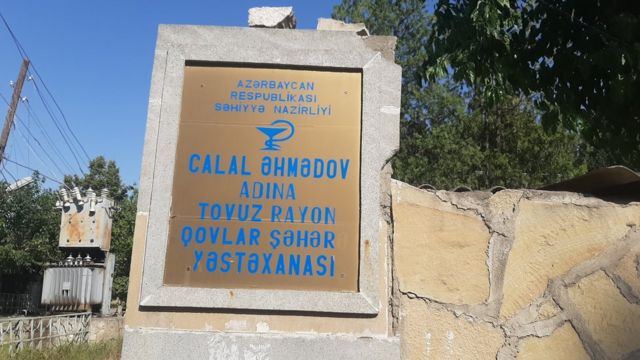 AZƏRBAYCAN
RESPUBLİKASI
SƏHİYYƏ NAZİRLİYİ
CALAL ƏHMƏDOV
ADINA
TOVUZ RAYON
QOVLAR ŞƏHƏR
XƏSTƏXANASI